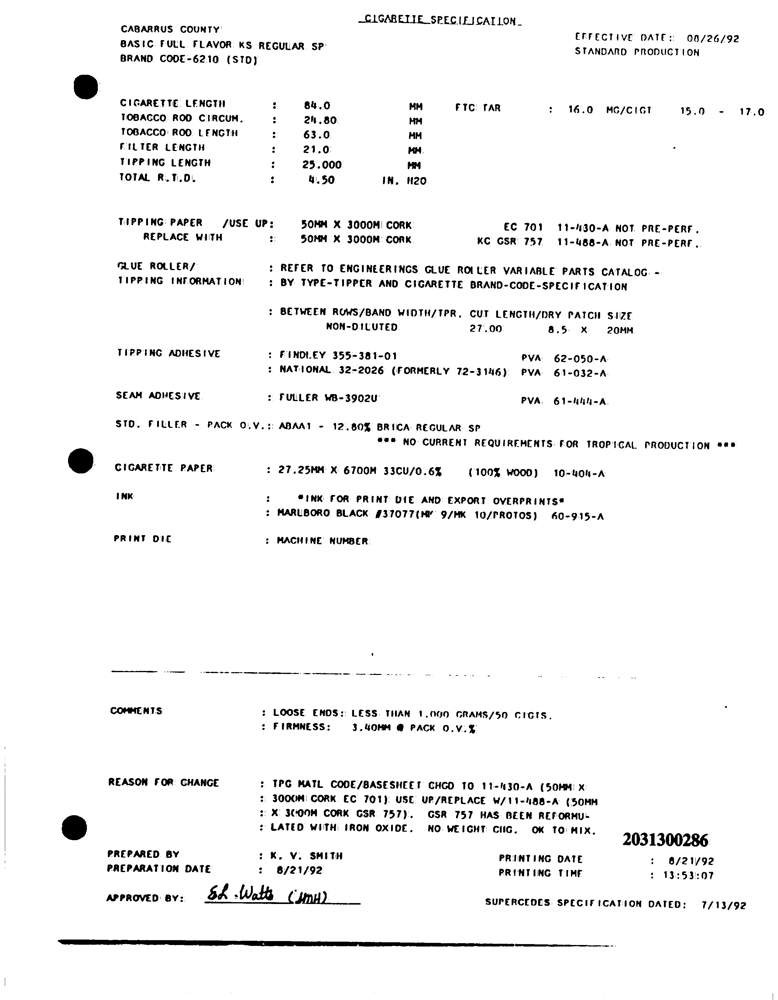 CIGARETTE SPECIFICATION
CABARRUS COUNTY
BASIC FULL FLAVOR KS REGULAR SP
BRAND CODE-6210 (STD)
EFFECTIVE DATE: 08/26/92
STANDARD PRODUCTION
CIGARETTE LENGTH : 84.0 MM FTC TAR : 16.0 MG/CIGT 15.0 - 17.0
TOBACCO ROD CIRCUM. : 24.80 MM
TOBACCO ROD LENGTH : 63.0 MM
FILTER LENGTH : 21.0 MM
TIPPING LENGTH : 25.000 MM
TOTAL R.T.D. : 4.50 IN. H2O
TIPPING PAPER /USE UP: 50MM X 3000M CORK EC 701 11-430-A NOT PRE-PERF.
REPLACE WITH : 50MM X 3000M CORK KC GSR 757 11-488-A NOT PRE-PERF.
GLUE ROLLER/ : REFER TO ENGINEERINGS GLUE ROLLER VARIABLE PARTS CATALOG -
TIPPING INFORMATION : BY TYPE-TIPPER AND CIGARETTE BRAND-CODE-SPECIFICATION
: BETWEEN ROWS/BAND WIDTH/TPR. CUT LENGTH/DRY PATCH SIZE
NON-DILUTED 27.00 8.5 X 20MM
TIPPING ADHESIVE : FINDLEY 355-381-01 PVA 62-050-A
: NATIONAL 32-2026 (FORMERLY 72-3146) PVA 61-032-A
SEAM ADHESIVE : FULLER WB-3902U PVA 61-444-A
STD. FILLER - PACK O.V.: ABAA1 - 12.80% BRICA REGULAR SP
*** NO CURRENT REQUIREMENTS FOR TROPICAL PRODUCTION ***
CIGARETTE PAPER : 27.25MM X 6700M 33CU/0.6% (100% WOOD) 10-404-A
INK : *INK FOR PRINT DIE AND EXPORT OVERPRINTS*
: MARLBORO BLACK #37077(MK 9/MK 10/PROTOS) 60-915-A
PRINT DIE : MACHINE NUMBER
COMMENTS : LOOSE ENDS: LESS THAN 1.000 GRAMS/50 CIGTS.
: FIRMNESS: 3.40MM @ PACK O.V.%
REASON FOR CHANGE : TPG MATL CODE/BASESHEET CHGD TO 11-430-A (50MM X
: 3000M CORK EC 701) USE UP/REPLACE W/11-488-A (50MM
: X 3000M CORK GSR 757). GSR 757 HAS BEEN REFORMU-
: LATED WITH IRON OXIDE. NO WEIGHT CHG. OK TO MIX.
2031300286
PREPARED BY : K. V. SMITH PRINTING DATE : 8/21/92
PREPARATION DATE : 8/21/92 PRINTING TIME : 13:53:07
APPROVED BY: S.L. Watts (JMH)
SUPERCEDES SPECIFICATION DATED: 7/13/92